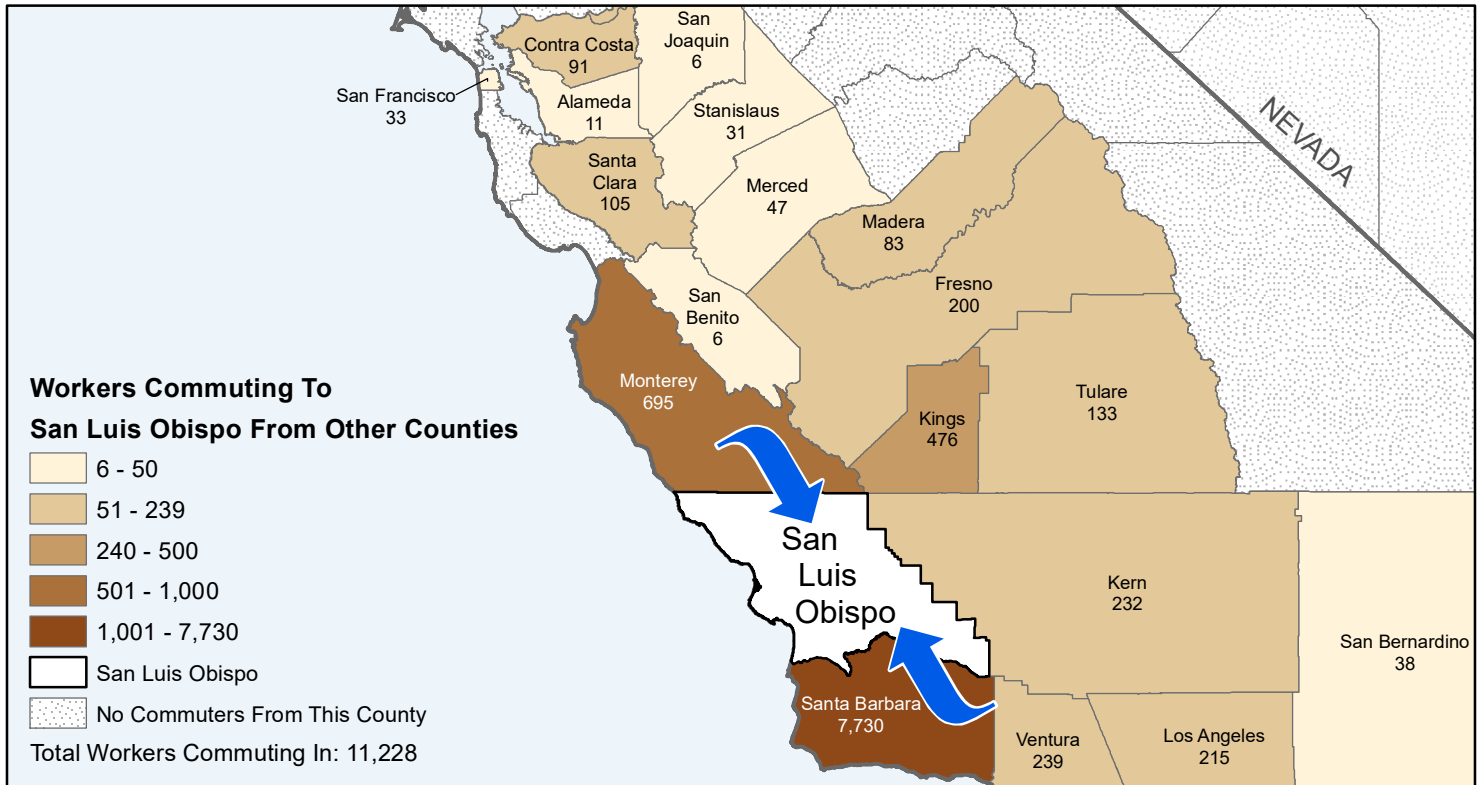 San
Joaquin
6
Contra Costa
91
San Francisco
33
Alameda
11
Stanislaus
31
NEVADA
Santa
Clara
105
Merced
47
Madera
83
Fresno
200
San
Benito
6
Monterey
695
Kings
476
Tulare
133
Workers Commuting To
San Luis Obispo From Other Counties
6 - 50
51 - 239
240 - 500
501 - 1,000
1,001 - 7,730
San Luis Obispo
No Commuters From This County
Total Workers Commuting In: 11,228
San
Luis
Obispo
Kern
232
San Bernardino
38
Santa Barbara
7,730
Ventura
239
Los Angeles
215